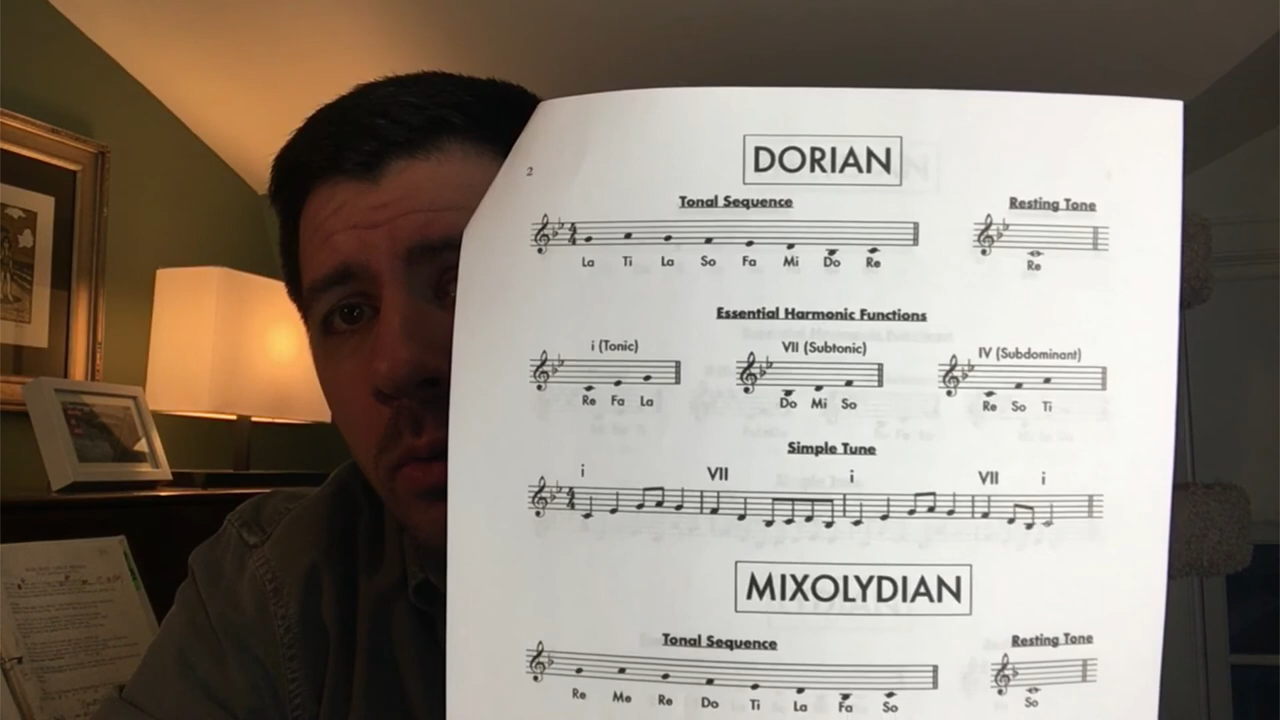 2
DORIAN
Tonal Sequence
Resting Tone
La Ti La So Fa Mi Do Re
Re
Essential Harmonic Functions
i (Tonic)
VII (Subtonic)
IV (Subdominant)
Re Fa La
Do Mi So
Re So Ti
Simple Tune
i VII i VII i
MIXOLYDIAN
Tonal Sequence
Resting Tone
Re Me Re Do Ti La Fa So
So